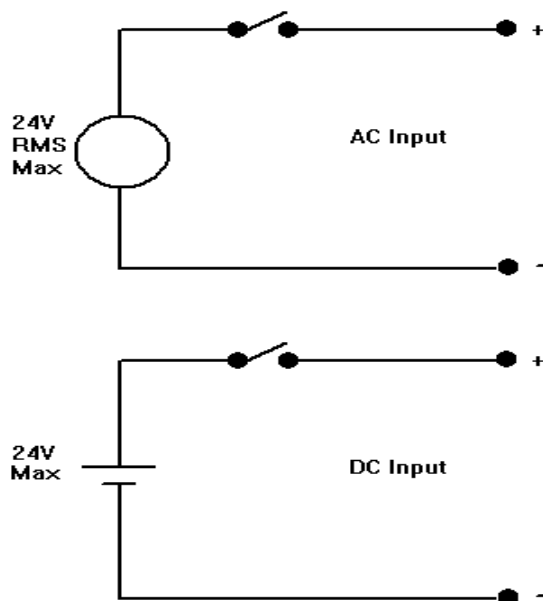 +
24V
RMS
Max
AC Input
-
+
24V
Max
DC Input
-